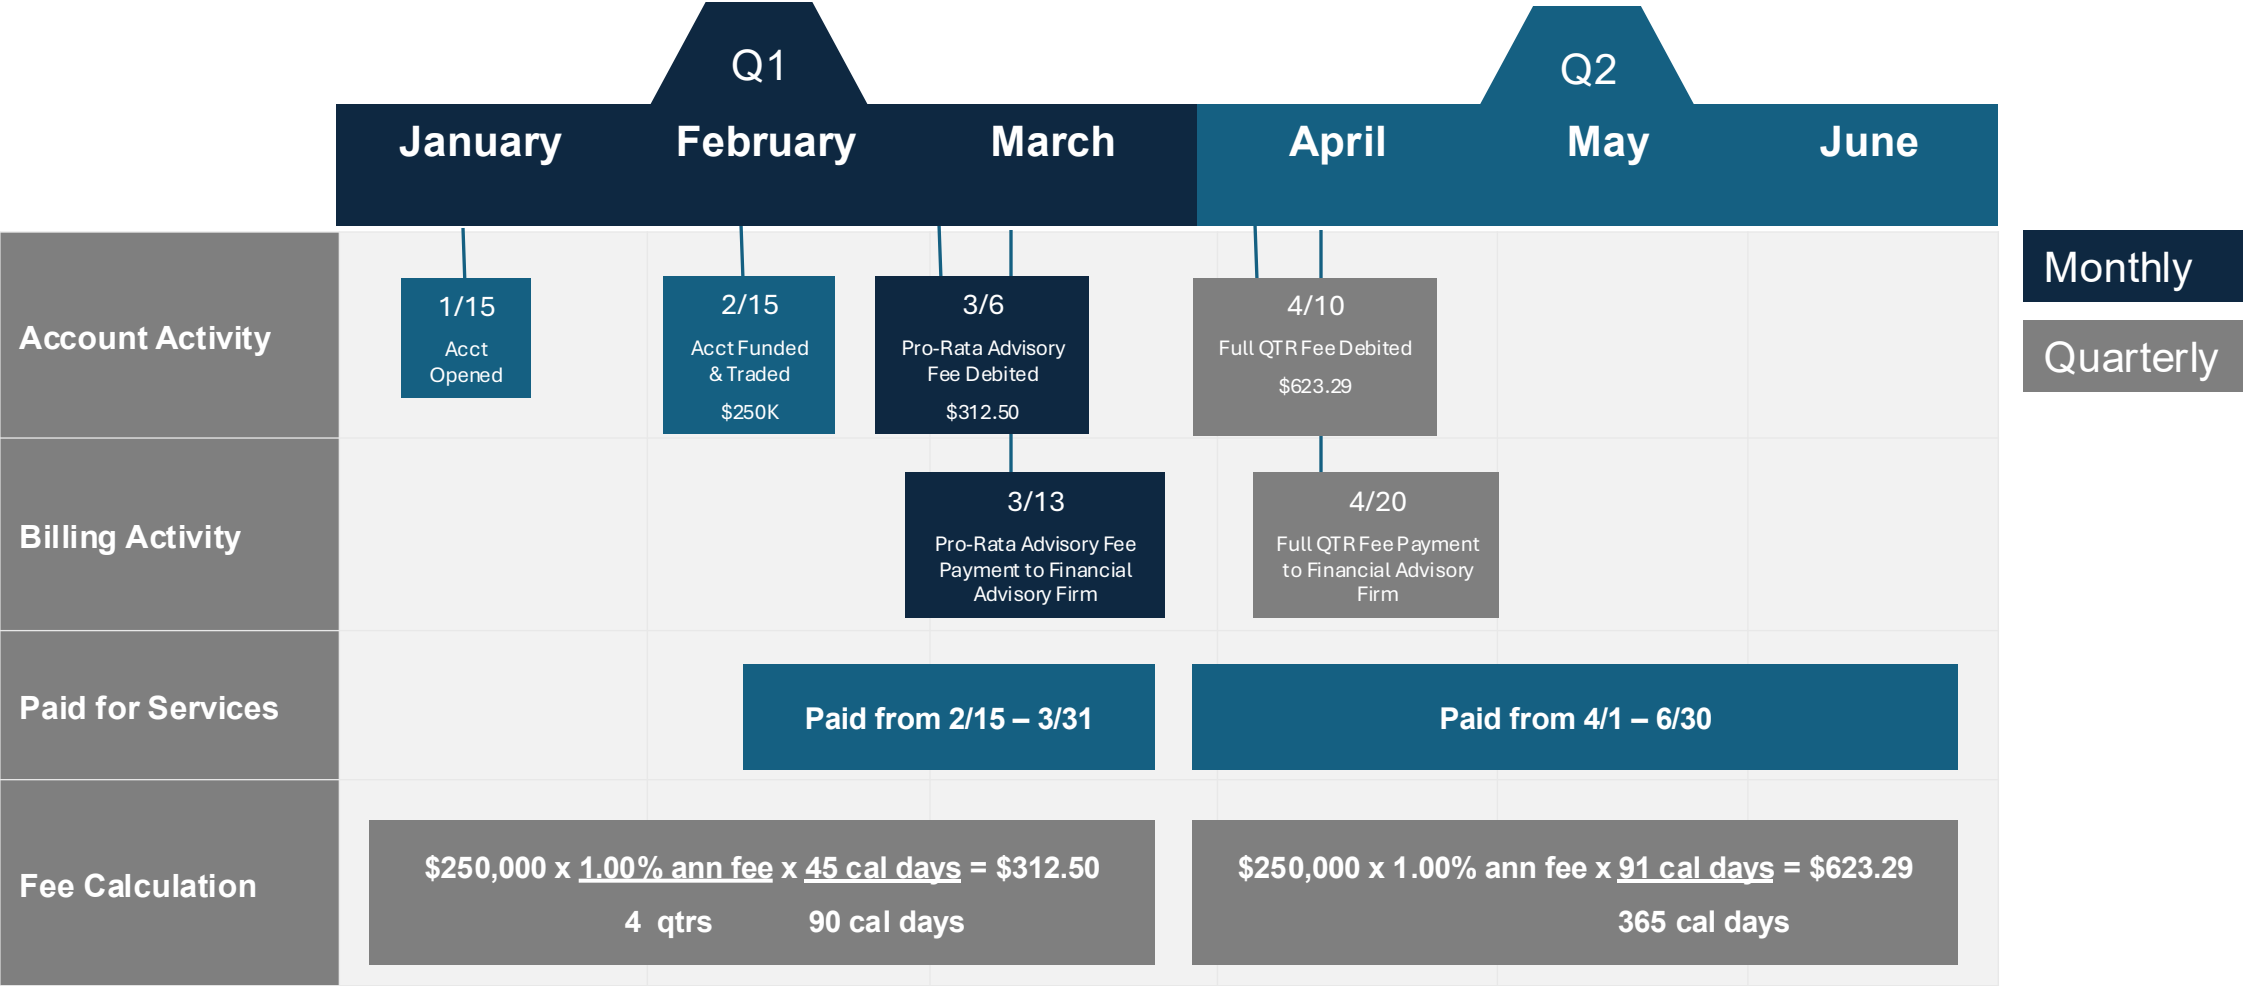 Q1
Q2
January
February
March
April
May
June
Monthly
Quarterly
Account Activity
1/15
Acct
Opened
2/15
Acct Funded
& Traded
$250K
3/6
Pro-Rata Advisory
Fee Debited
$312.50
4/10
Full QTR Fee Debited
$623.29
Billing Activity
3/13
Pro-Rata Advisory Fee
Payment to Financial
Advisory Firm
4/20
Full QTR Fee Payment
to Financial Advisory
Firm
Paid for Services
Paid from 2/15 – 3/31
Paid from 4/1 – 6/30
Fee Calculation
$250,000 x 1.00% ann fee x 45 cal days = $312.50
4 qtrs 90 cal days
$250,000 x 1.00% ann fee x 91 cal days = $623.29
365 cal days